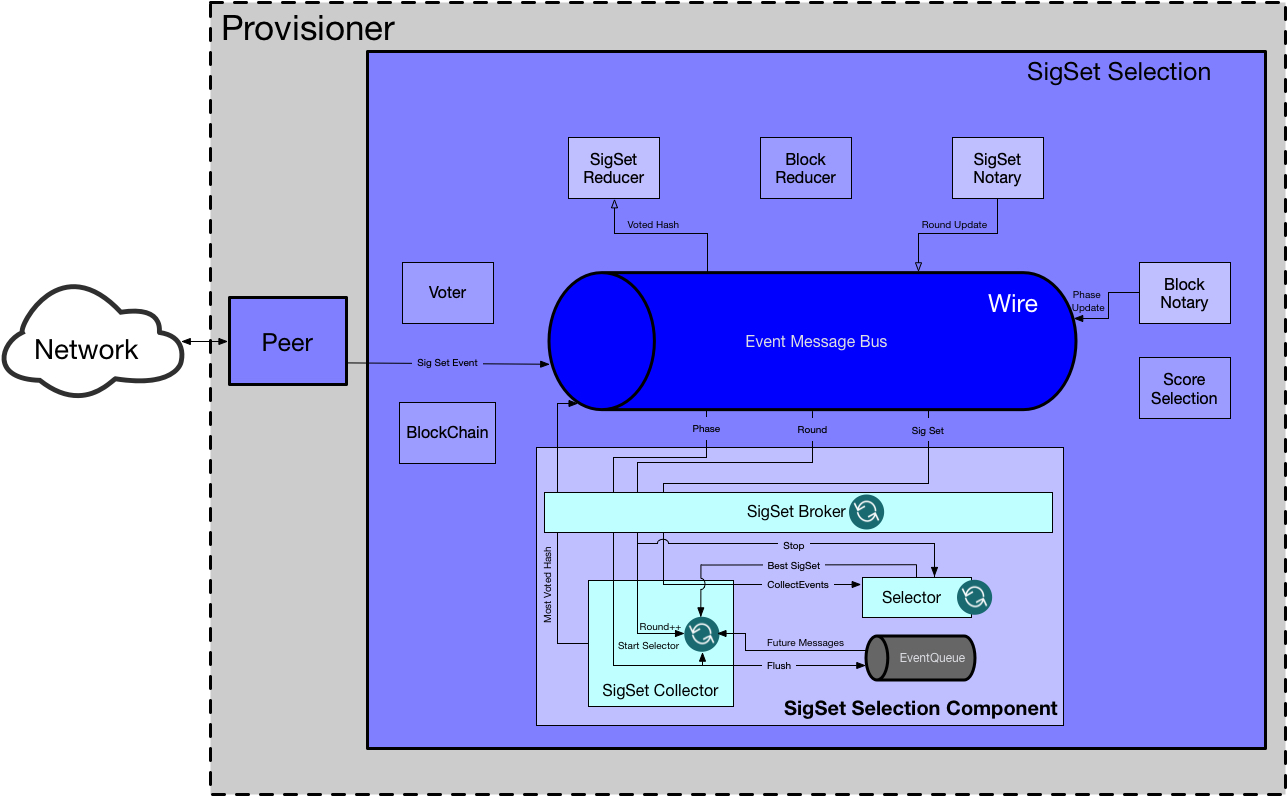 Provisioner
SigSet Selection
SigSet
Reducer
Block
Reducer
SigSet
Notary
Voted Hash
Round Update
Voter
Wire
Block
Notary
Phase
Update
Network
Peer
Event Message Bus
Sig Set Event
Score
Selection
BlockChain
Phase
Round
Sig Set
SigSet Broker
Stop
Most Voted Hash
Best SigSet
CollectEvents
Selector
Round++
Start Selector
Future Messages
EventQueue
Flush
SigSet Collector
SigSet Selection Component